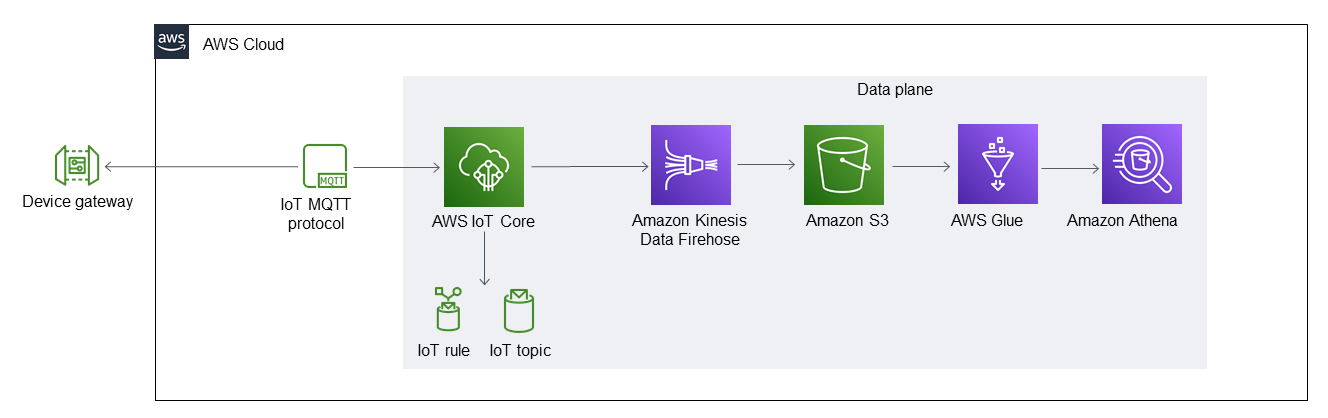 aws
AWS Cloud
Data plane
Device gateway
MQTT
IoT MQTT
protocol
AWS IoT Core
Amazon Kinesis
Data Firehose
Amazon S3
AWS Glue
Amazon Athena
IoT rule
IoT topic